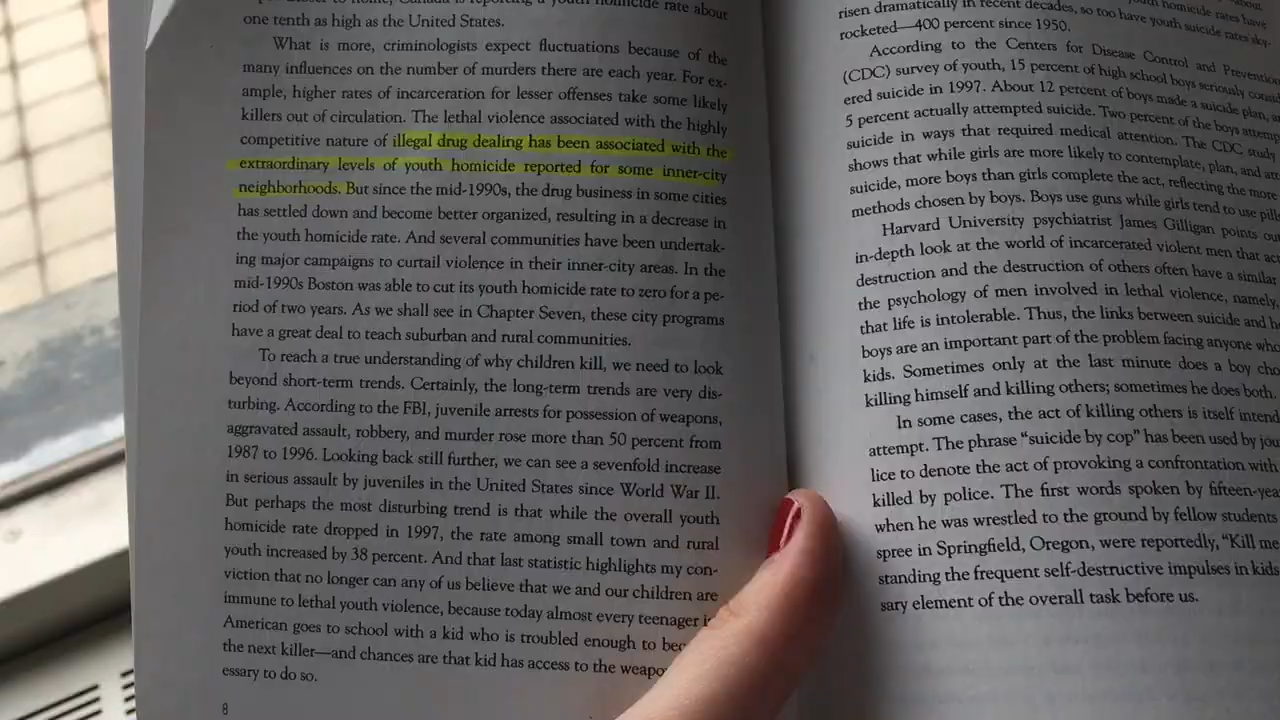 Canada is reporting a youth homicide rate about
one tenth as high as the United States.
What is more, criminologists expect fluctuations because of the
many influences on the number of murders there are each year. For ex-
ample, higher rates of incarceration for lesser offenses take some likely
killers out of circulation. The lethal violence associated with the highly
competitive nature of illegal drug dealing has been associated with the
extraordinary levels of youth homicide reported for some inner-city
neighborhoods. But since the mid-1990s, the drug business in some cities
has settled down and become better organized, resulting in a decrease in
the youth homicide rate. And several communities have been undertak-
ing major campaigns to curtail violence in their inner-city areas. In the
mid-1990s Boston was able to cut its youth homicide rate to zero for a pe-
riod of two years. As we shall see in Chapter Seven, these city programs
have a great deal to teach suburban and rural communities.
To reach a true understanding of why children kill, we need to look
beyond short-term trends. Certainly, the long-term trends are very dis-
turbing. According to the FBI, juvenile arrests for possession of weapons,
aggravated assault, robbery, and murder rose more than 50 percent from
1987 to 1996. Looking back still further, we can see a sevenfold increase
in serious assault by juveniles in the United States since World War II.
But perhaps the most disturbing trend is that while the overall youth
homicide rate dropped in 1997, the rate among small town and rural
youth increased by 38 percent. And that last statistic highlights my con-
viction that no longer can any of us believe that we and our children are
immune to lethal youth violence, because today almost every teenager i
American goes to school with a kid who is troubled enough to bec
the next killer—and chances are that kid has access to the weapo
essary to do so.
8
youth homicide rates have
risen dramatically in recent decades, so too have youth suicide rates sky-
rocketed—400 percent since 1950.
According to the Centers for Disease Control and Prevention
(CDC) survey of youth, 15 percent of high school boys seriously consid
ered suicide in 1997. About 12 percent of boys made a suicide plan, a
5 percent actually attempted suicide. Two percent of the boys attemp
suicide in ways that required medical attention. The CDC study
shows that while girls are more likely to contemplate, plan, and att
suicide, more boys than girls complete the act, reflecting the more
methods chosen by boys. Boys use guns while girls tend to use pills
Harvard University psychiatrist James Gilligan points ou
in-depth look at the world of incarcerated violent men that act
destruction and the destruction of others often have a similar
the psychology of men involved in lethal violence, namely,
that life is intolerable. Thus, the links between suicide and h
boys are an important part of the problem facing anyone who
kids. Sometimes only at the last minute does a boy cho
killing himself and killing others; sometimes he does both.
In some cases, the act of killing others is itself intend
attempt. The phrase "suicide by cop" has been used by jou
lice to denote the act of provoking a confrontation with
killed by police. The first words spoken by fifteen-yea
when he was wrestled to the ground by fellow students
spree in Springfield, Oregon, were reportedly, "Kill me
standing the frequent self-destructive impulses in kids
sary element of the overall task before us.